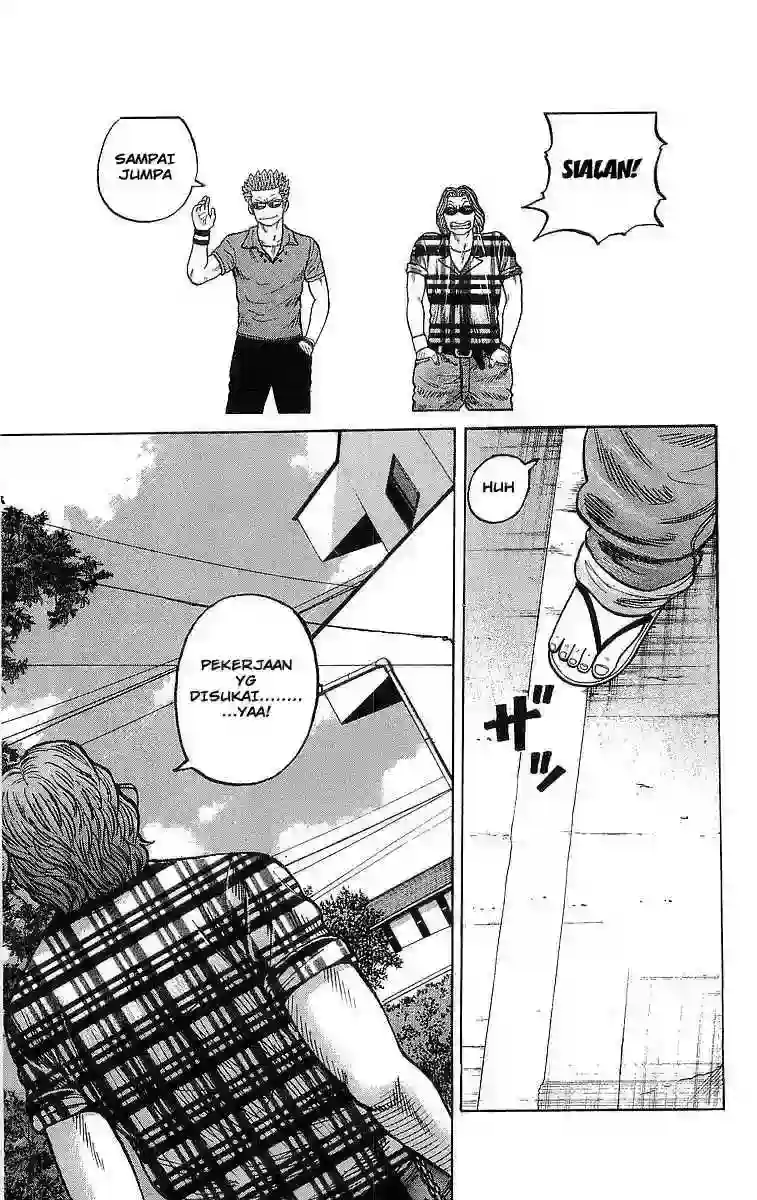 SIALAN!
SAMPAI
JUMPA
HUH
ザッ
PEKERJAAN
YG
DISUKAI........
...YAA!